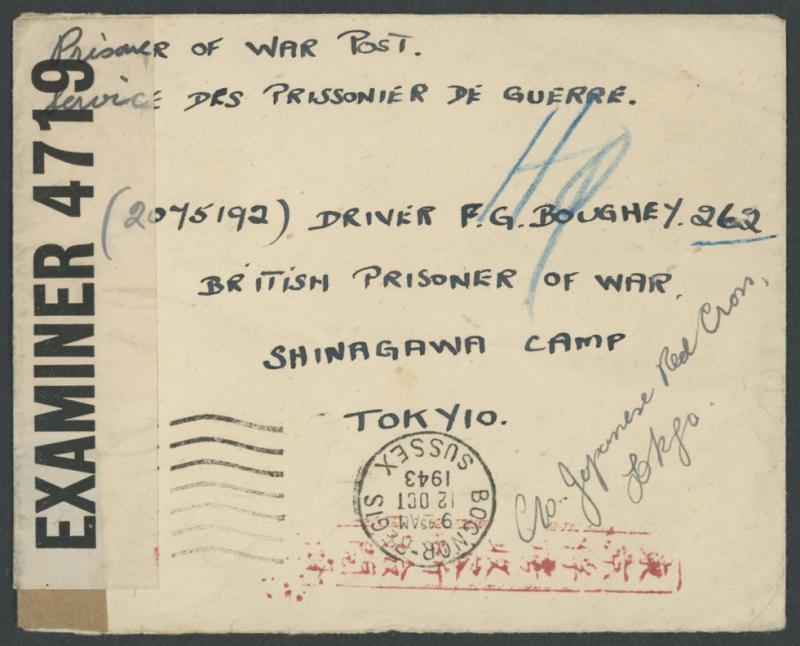 Prisoner OF WAR POST.
Service DES PRISSONIER DE GUERRE.
(2075192) DRIVER F.G. BOUGHEY. 262
BRITISH PRISONER OF WAR,
SHINAGAWA CAMP
TOKYIO.
C/o. Japanese Red Cross,
Tokyo
EXAMINER 4719
BOGNOR-REGIS
9 45AM
12 OCT
1943
SUSSEX